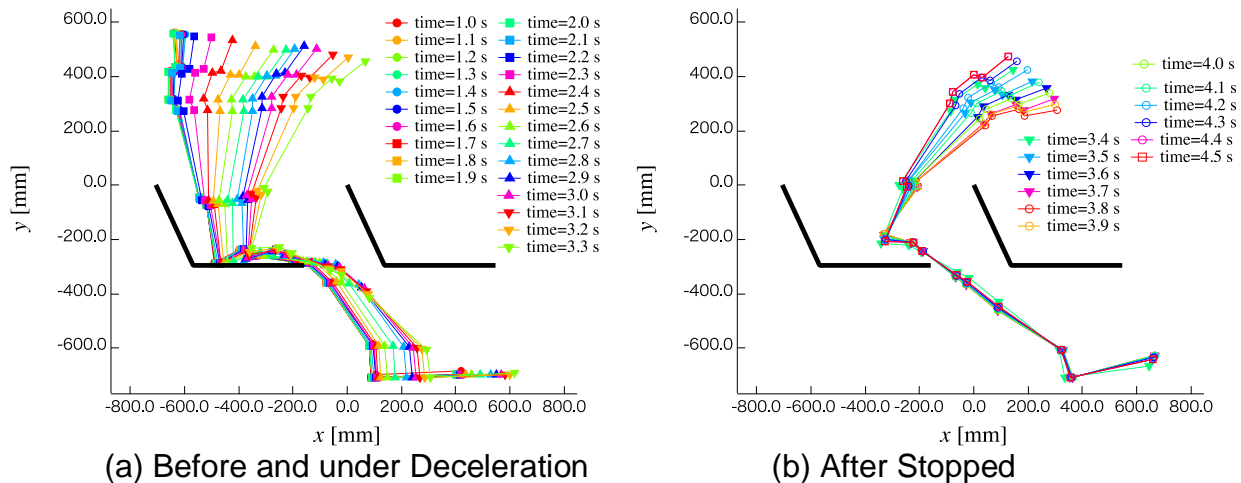 600.0
400.0
200.0
0.0
-200.0
-400.0
-600.0
y [mm]
-800.0 -600.0 -400.0 -200.0 0.0 200.0 400.0 600.0 800.0
x [mm]
time=1.0 s
time=1.1 s
time=1.2 s
time=1.3 s
time=1.4 s
time=1.5 s
time=1.6 s
time=1.7 s
time=1.8 s
time=1.9 s
time=2.0 s
time=2.1 s
time=2.2 s
time=2.3 s
time=2.4 s
time=2.5 s
time=2.6 s
time=2.7 s
time=2.8 s
time=2.9 s
time=3.0 s
time=3.1 s
time=3.2 s
time=3.3 s
(a) Before and under Deceleration
600.0
400.0
200.0
0.0
-200.0
-400.0
-600.0
y [mm]
-800.0 -600.0 -400.0 -200.0 0.0 200.0 400.0 600.0 800.0
x [mm]
time=3.4 s
time=3.5 s
time=3.6 s
time=3.7 s
time=3.8 s
time=3.9 s
time=4.0 s
time=4.1 s
time=4.2 s
time=4.3 s
time=4.4 s
time=4.5 s
(b) After Stopped